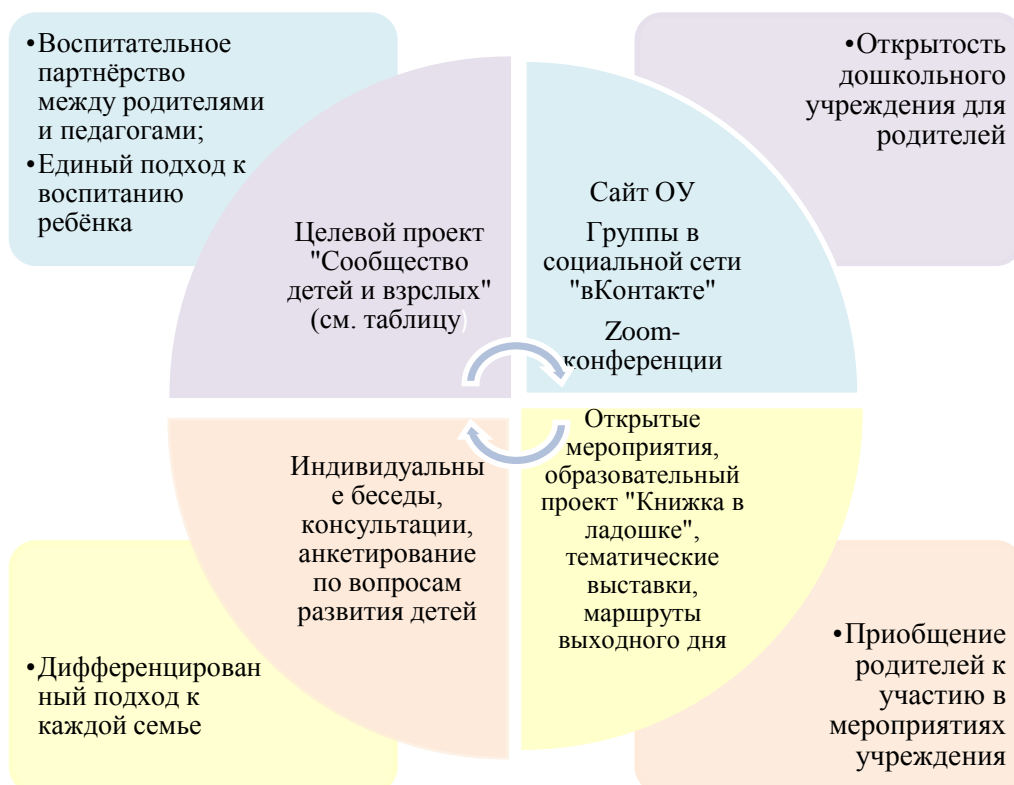 •Воспитательное
партнёрство
между родителями
и педагогами;
•Единый подход к
воспитанию
ребёнка
•Открытость
дошкольного
учреждения для
родителей
Целевой проект
"Сообщество
детей и взрслых"
(см. таблицу)
Сайт ОУ
Группы в
социальной сети
"вКонтакте"
Zoom-
конференции
Индивидуальны
е беседы,
консультации,
анкетирование
по вопросам
развития детей
Открытые
мероприятия,
образовательный
проект "Книжка в
ладошке",
тематические
выставки,
маршруты
выходного дня
•Дифференцирован
ный подход к
каждой семье
•Приобщение
родителей к
участию в
мероприятиях
учреждения